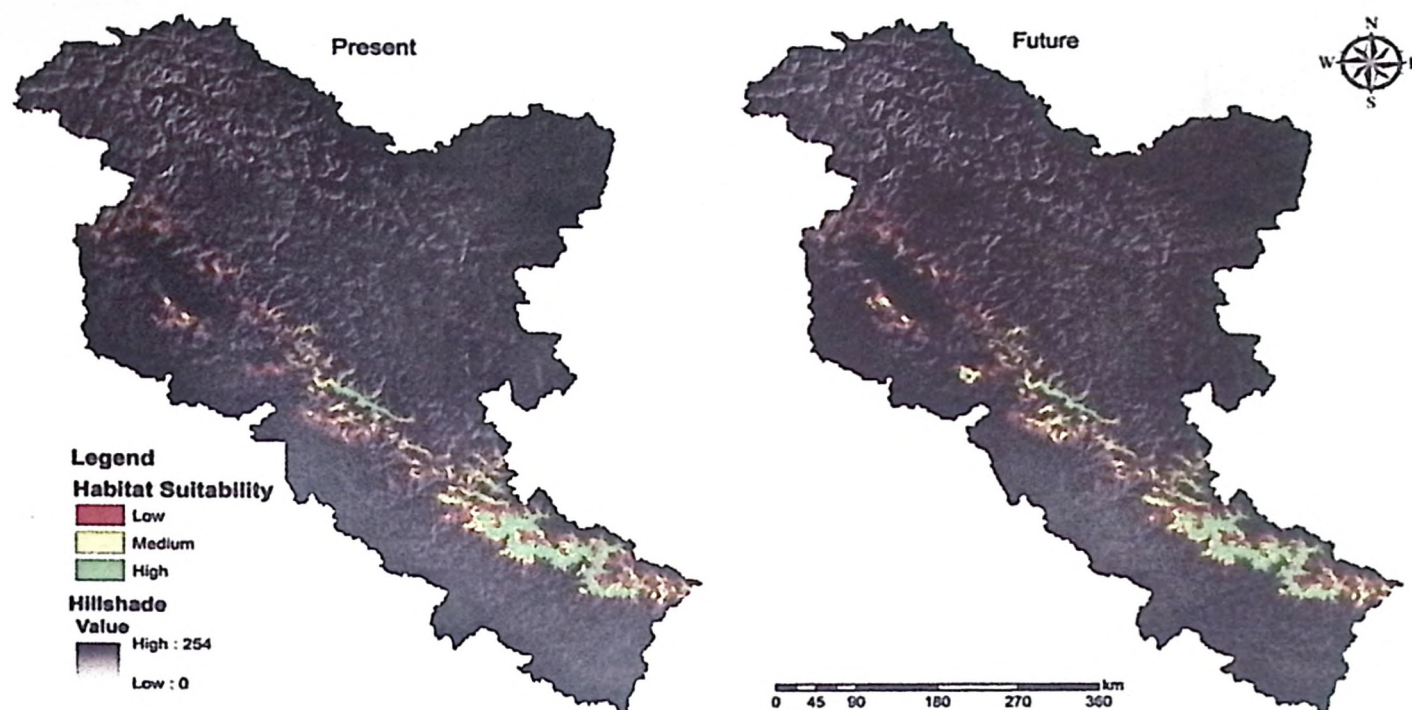 Present
Future
N
W
S
Legend
Habitat Suitability
Low
Medium
High
Hillshade
Value
High : 254
Low : 0
km
0 45 90 180 270 360